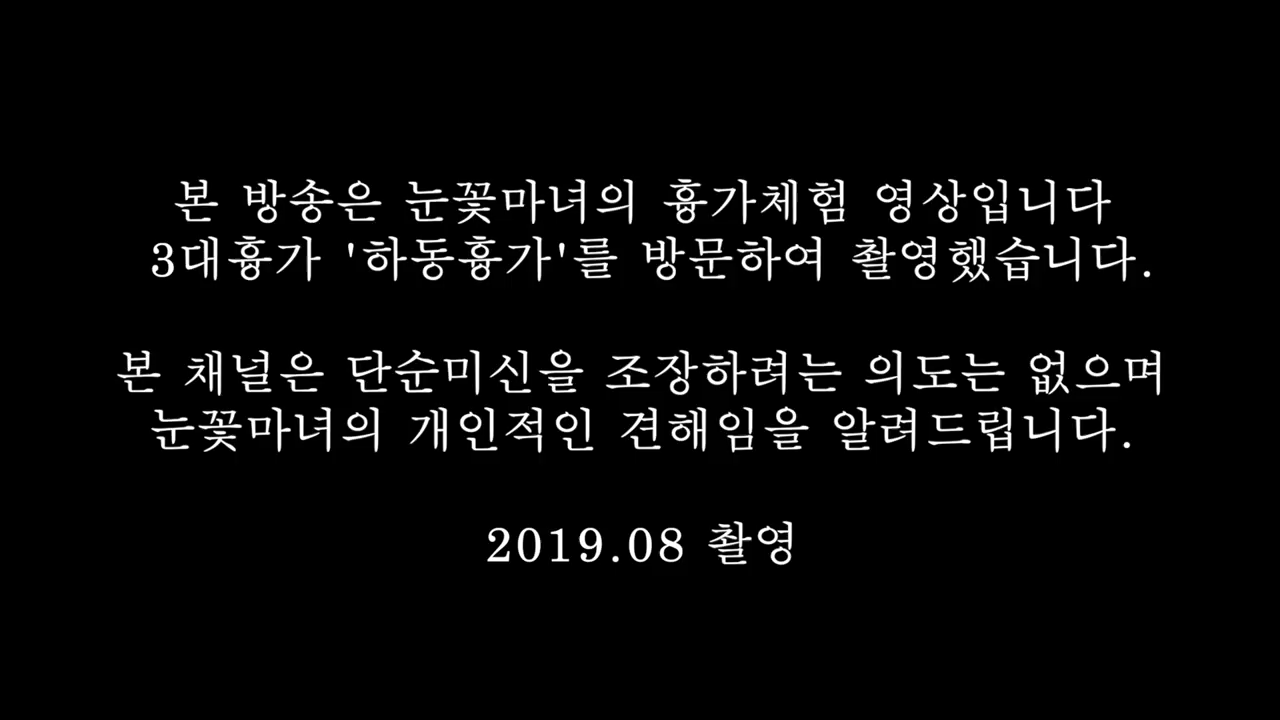 본 방송은 눈꽃마녀의 흉가체험 영상입니다
3대흉가 '하동흉가'를 방문하여 촬영했습니다.
본 채널은 단순미신을 조장하려는 의도는 없으며
눈꽃마녀의 개인적인 견해임을 알려드립니다.
2019.08 촬영